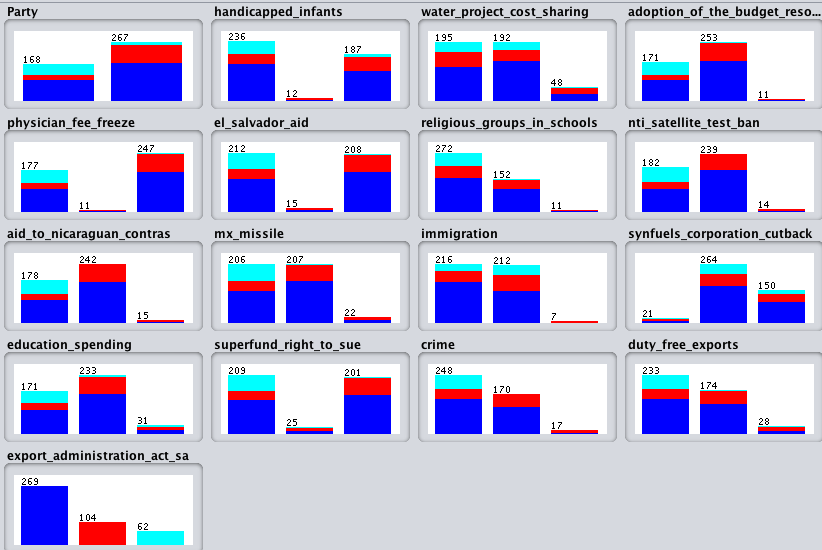 Party
handicapped_infants
water_project_cost_sharing
adoption_of_the_budget_reso...
168 267
236 12 187
195 192 48
171 253 11
physician_fee_freeze
el_salvador_aid
religious_groups_in_schools
nti_satellite_test_ban
177 11 247
212 15 208
272 152 11
182 239 14
aid_to_nicaraguan_contras
mx_missile
immigration
synfuels_corporation_cutback
178 242 15
206 207 22
216 212 7
21 264 150
education_spending
superfund_right_to_sue
crime
duty_free_exports
171 233 31
209 25 201
248 170 17
233 174 28
export_administration_act_sa
269 104 62